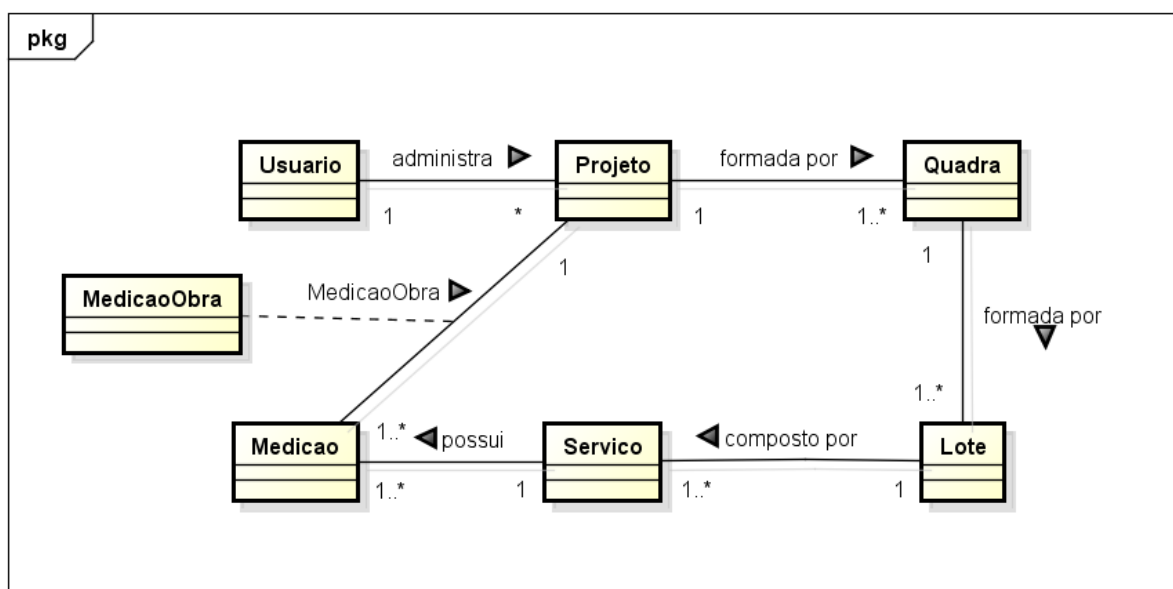 pkg
Usuario
administra
Projeto
formada por
Quadra
1
*
1
1..*
1
1
MedicaoObra
MedicaoObra
formada por
1..*
Medicao
1..*
possui
Servico
composto por
Lote
1..*
1
1..*
1